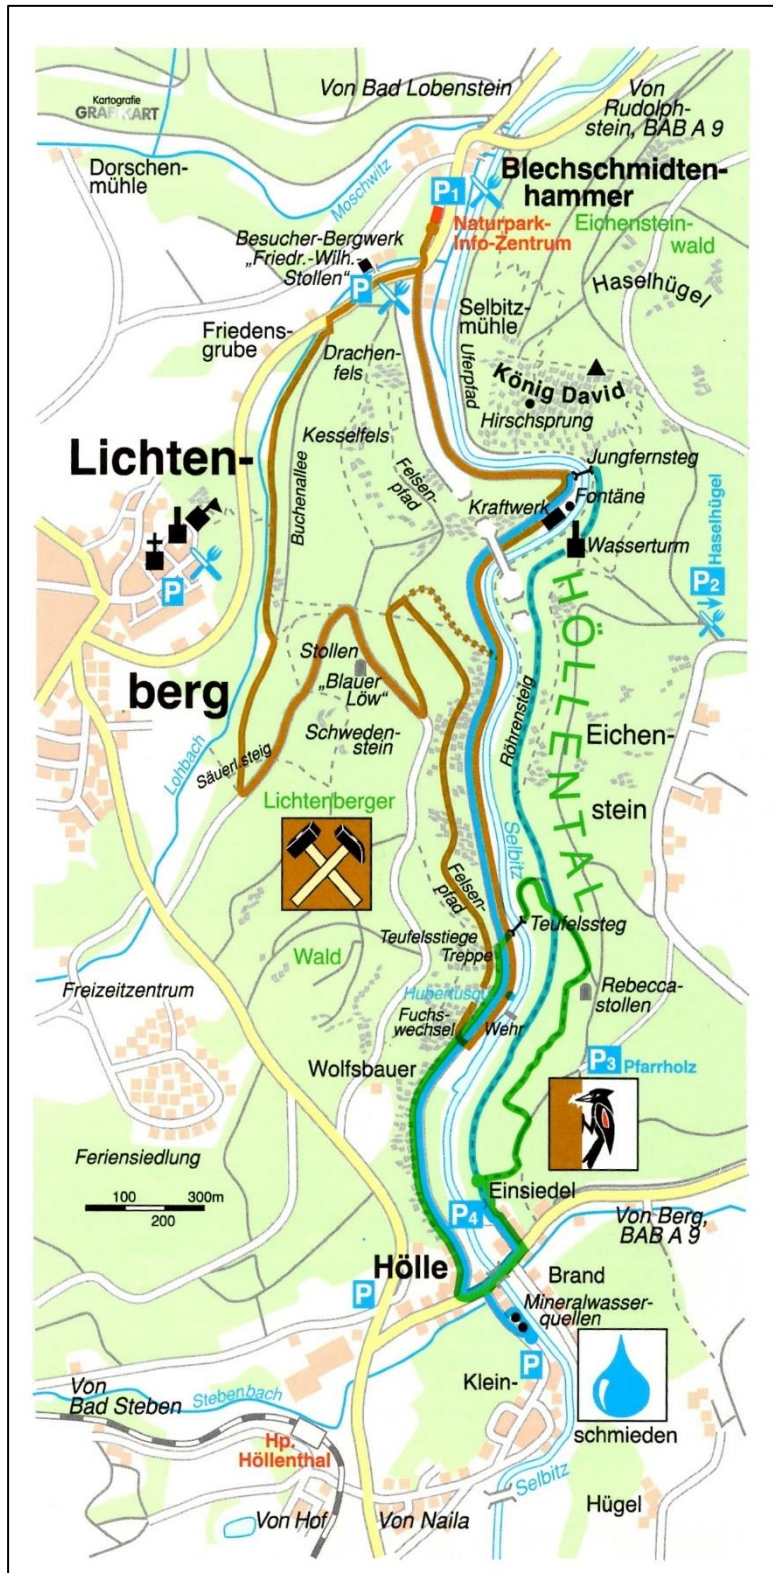 Von Bad Lobenstein
Von
Rudolph-
stein, BAB A 9
Kartografie
GRAFIKART
Dorschen-
mühle
Moschwitz
Blechschmidten-
hammer
P1
Naturpark-
Info-Zentrum
Eichenstein-
wald
Besucher-Bergwerk
„Friedr.-Wilh.-
Stollen“
P
Haselhügel
Friedens-
grube
Selbitz-
mühle
Drachen-
fels
Uferpfad
König David
Hirschsprung
Kesselfels
Lichten-
Buchenallee
Felsen-
pfad
Jungfernsteg
Kraftwerk
Fontäne
Wasserturm
P
P2
Haselhügel
HÖLLENTAL
Stollen
„Blauer
Löw“
berg
Schweden-
stein
Röhrensteig
Eichen-
stein
Säuerl.steig
Lohbach
Lichtenberger
Selbitz
Felsen-
pfad
Teufelssteg
Teufelsstiege
Treppe
Wald
Rebecca-
stollen
Freizeitzentrum
Hubertusqu.
Fuchs-
wechsel
Wehr
Wolfsbauer
P3 Pfarrholz
Feriensiedlung
100 300m
200
Einsiedel
P4
Von Berg,
BAB A 9
Hölle
P
Brand
Mineralwasser-
quellen
P
Klein-
schmieden
Von
Bad Steben
Stebenbach
Hp.
Höllenthal
Selbitz
Hügel
Von Hof
Von Naila